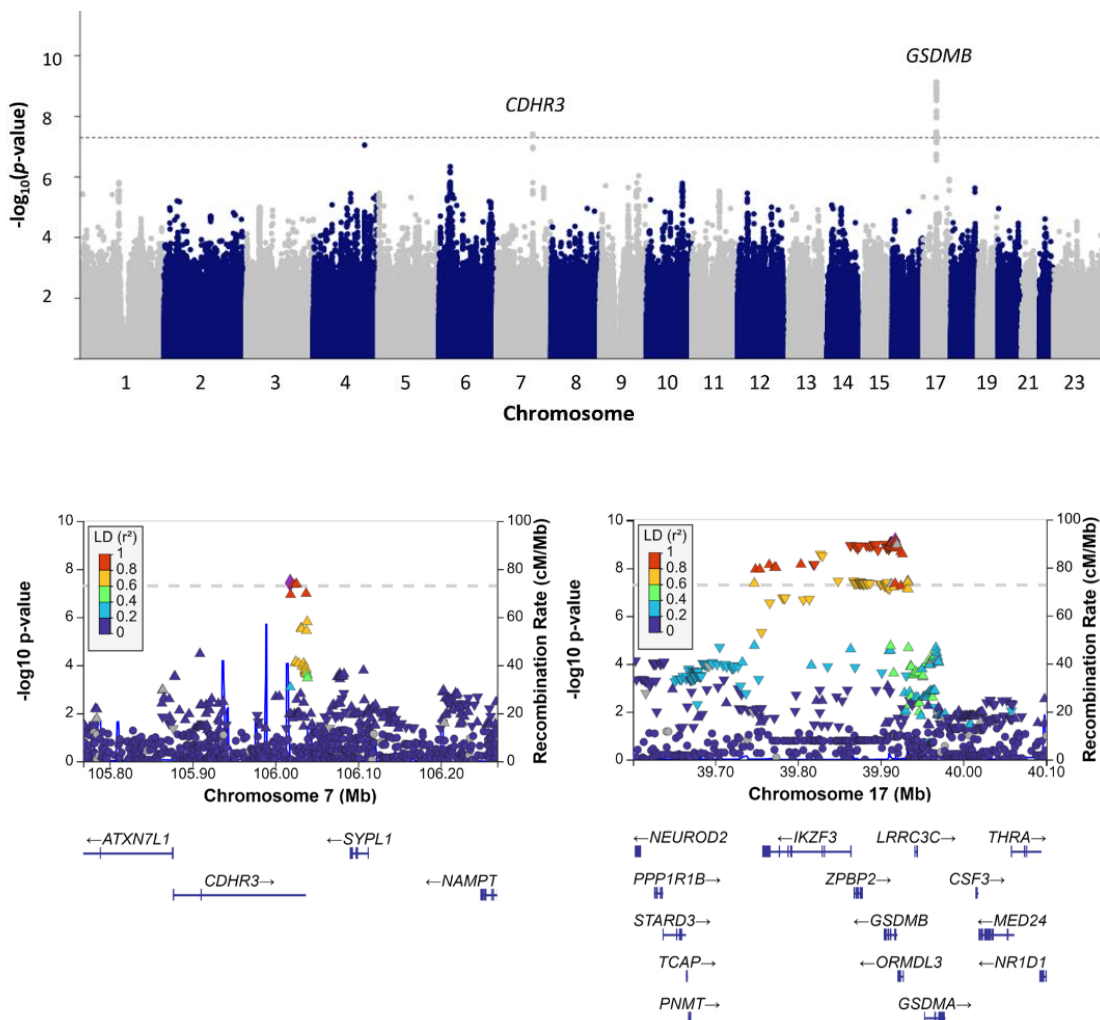 10
8
6
4
2
-log10(p-value)
CDHR3
GSDMB
1 2 3 4 5 6 7 8 9 10 11 12 13 14 15 17 19 21 23
Chromosome
10
8
6
4
2
0
-log10 p-value
LD (r²)
1
0.8
0.6
0.4
0.2
0
100
80
60
40
20
0
Recombination Rate (cM/Mb)
105.80 105.90 106.00 106.10 106.20
Chromosome 7 (Mb)
←ATXN7L1 ←SYPL1
CDHR3→ ←NAMPT
10
8
6
4
2
0
-log10 p-value
LD (r²)
1
0.8
0.6
0.4
0.2
0
100
80
60
40
20
0
Recombination Rate (cM/Mb)
39.70 39.80 39.90 40.00 40.10
Chromosome 17 (Mb)
←NEUROD2 ←IKZF3 LRRC3C→ THRA→
PPP1R1B→ ZPBP2→ CSF3→
STARD3→ ←GSDMB ←MED24
TCAP→ ←ORMDL3 ←NR1D1
PNMT→ GSDMA→